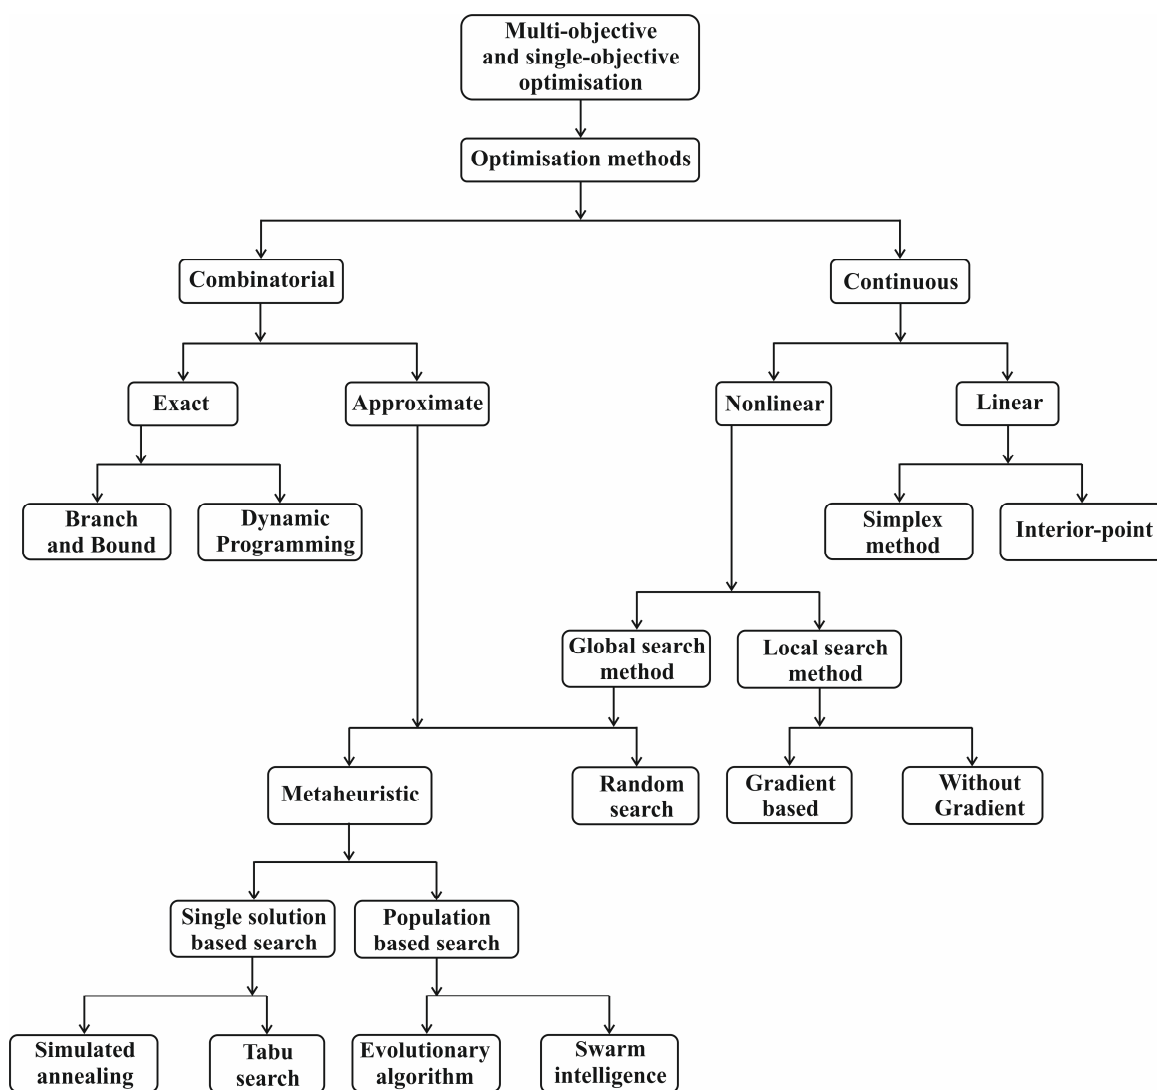 Multi-objective
and single-objective
optimisation
Optimisation methods
Combinatorial
Continuous
Exact
Approximate
Nonlinear
Linear
Branch
and Bound
Dynamic
Programming
Simplex
method
Interior-point
Global search
method
Local search
method
Metaheuristic
Random
search
Gradient
based
Without
Gradient
Single solution
based search
Population
based search
Simulated
annealing
Tabu
search
Evolutionary
algorithm
Swarm
intelligence